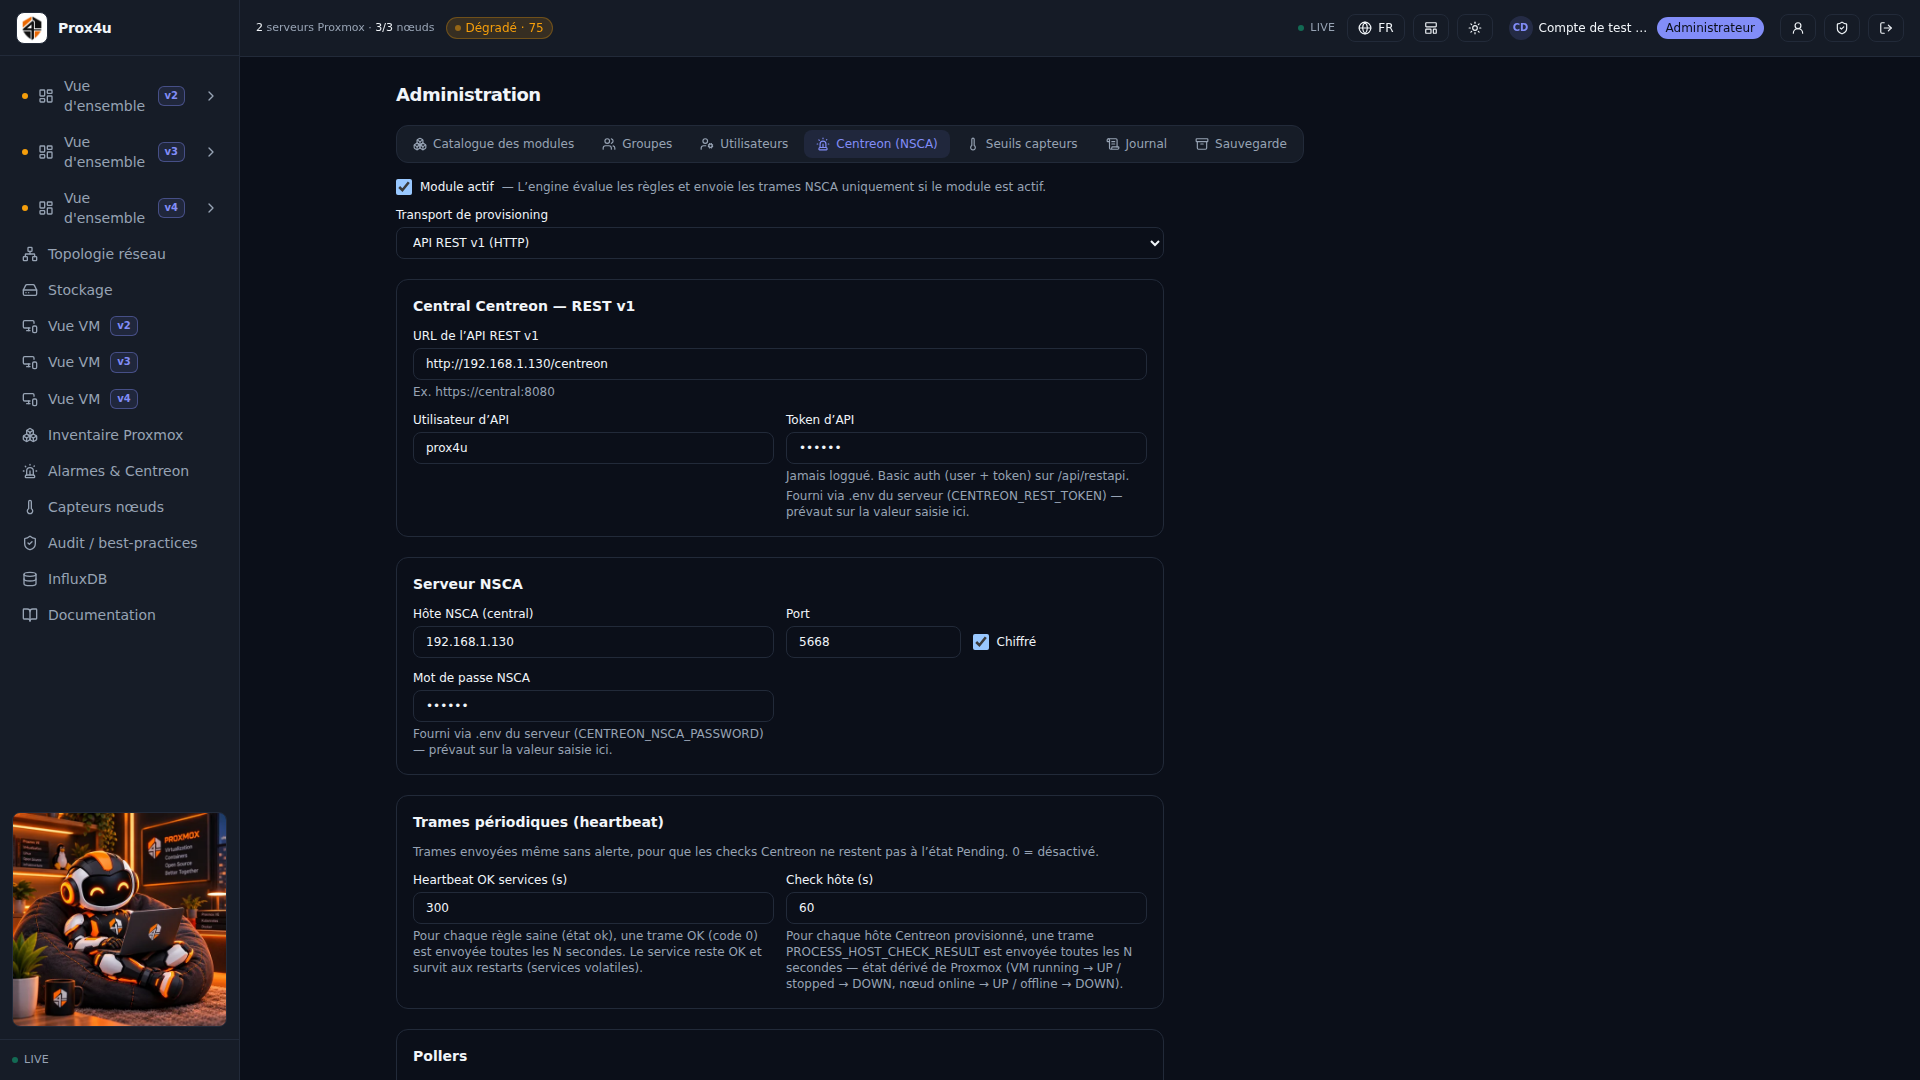 Prox4u
2 serveurs Proxmox · 3/3 nœuds
Dégradé · 75
LIVE
FR
CD
Compte de test ...
Administrateur
Vue d'ensemble
v2
Vue d'ensemble
v3
Vue d'ensemble
v4
Topologie réseau
Stockage
Vue VM v2
Vue VM v3
Vue VM v4
Inventaire Proxmox
Alarmes & Centreon
Capteurs nœuds
Audit / best-practices
InfluxDB
Documentation
PROXMOX
Virtualization
Containers
Open Source
Better Together
LIVE
Administration
Catalogue des modules
Groupes
Utilisateurs
Centreon (NSCA)
Seuils capteurs
Journal
Sauvegarde
Module actif — L’engine évalue les règles et envoie les trames NSCA uniquement si le module est actif.
Transport de provisioning
API REST v1 (HTTP)
Central Centreon — REST v1
URL de l’API REST v1
http://192.168.1.130/centreon
Ex. https://central:8080
Utilisateur d’API
prox4u
Token d’API
••••••
Jamais loggué. Basic auth (user + token) sur /api/restapi.
Fourni via .env du serveur (CENTREON_REST_TOKEN) —
prévaut sur la valeur saisie ici.
Serveur NSCA
Hôte NSCA (central)
192.168.1.130
Port
5668
Chiffré
Mot de passe NSCA
••••••
Fourni via .env du serveur (CENTREON_NSCA_PASSWORD)
— prévaut sur la valeur saisie ici.
Trames périodiques (heartbeat)
Trames envoyées même sans alerte, pour que les checks Centreon ne restent pas à l’état Pending. 0 = désactivé.
Heartbeat OK services (s)
300
Pour chaque règle saine (état ok), une trame OK (code 0)
est envoyée toutes les N secondes. Le service reste OK et
survit aux restarts (services volatiles).
Check hôte (s)
60
Pour chaque hôte Centreon provisionné, une trame
PROCESS_HOST_CHECK_RESULT est envoyée toutes les N
secondes — état dérivé de Proxmox (VM running → UP /
stopped → DOWN, nœud online → UP / offline → DOWN).
Pollers